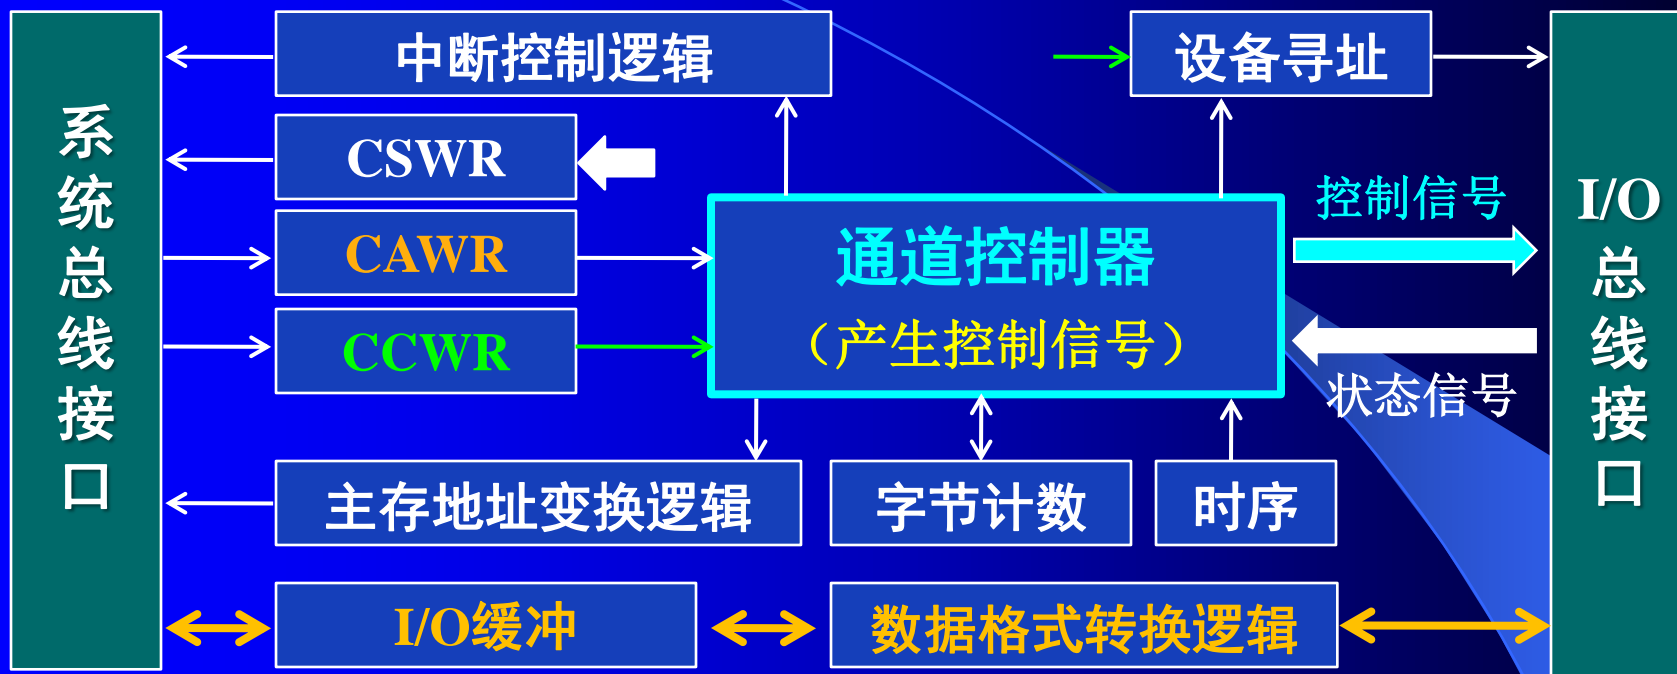 系统总线接口
中断控制逻辑
设备寻址
CSWR
CAWR
CCWR
通道控制器
（产生控制信号）
控制信号
状态信号
I/O总线接口
主存地址变换逻辑
字节计数
时序
I/O缓冲
数据格式转换逻辑